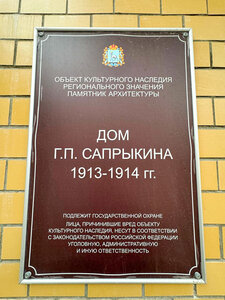 ОБЪЕКТ КУЛЬТУРНОГО НАСЛЕДИЯ
РЕГИОНАЛЬНОГО ЗНАЧЕНИЯ
ПАМЯТНИК АРХИТЕКТУРЫ
ДОМ
Г.П. САПРЫКИНА
1913-1914 гг.
ПОДЛЕЖИТ ГОСУДАРСТВЕННОЙ ОХРАНЕ
ЛИЦА, ПРИЧИНИВШИЕ ВРЕД ОБЪЕКТУ
КУЛЬТУРНОГО НАСЛЕДИЯ, НЕСУТ В СООТВЕТСТВИИ
С ЗАКОНОДАТЕЛЬСТВОМ РОССИЙСКОЙ ФЕДЕРАЦИИ
УГОЛОВНУЮ, АДМИНИСТРАТИВНУЮ
И ИНУЮ ОТВЕТСТВЕННОСТЬ